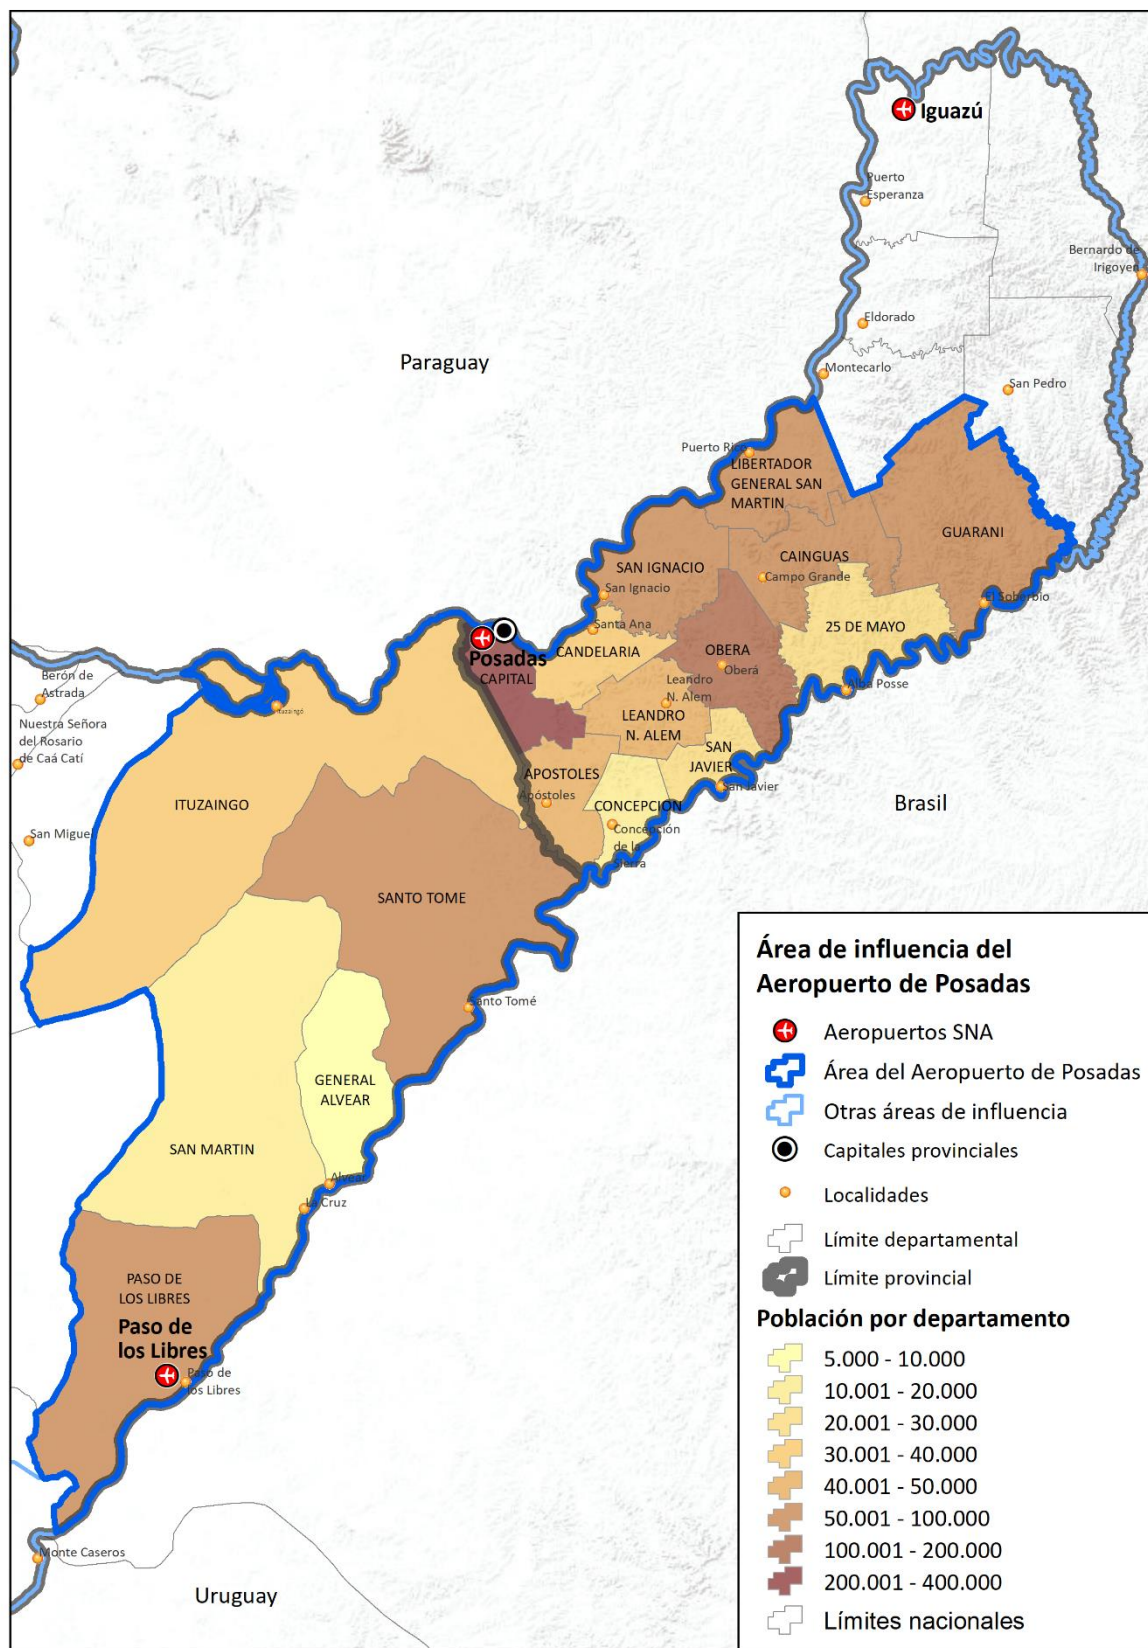 Iguazú
Puerto
Esperanza
Bernardo de
Irigoyen
Eldorado
Paraguay
Montecarlo
San Pedro
Puerto Rico
LIBERTADOR
GENERAL SAN
MARTIN
GUARANI
CAINGUAS
SAN IGNACIO
Campo Grande
San Ignacio
El Soberbio
Santa Ana
25 DE MAYO
CANDELARIA
OBERA
Posadas
Oberá
CAPITAL
Berón de
Astrada
Leandro
N. Alem
Alba Posse
Ituzaingó
Nuestra Señora
del Rosario
de Caá Catí
LEANDRO
N. ALEM
SAN
JAVIER
APOSTOLES
San Javier
Apóstoles
CONCEPCION
Brasil
ITUZAINGO
Concepción
de la
Sierra
San Miguel
SANTO TOME
Santo Tomé
GENERAL
ALVEAR
SAN MARTIN
Alvear
La Cruz
PASO DE
LOS LIBRES
Paso de
los Libres
Paso de
los Libres
Monte Caseros
Uruguay
Área de influencia del
Aeropuerto de Posadas
Aeropuertos SNA
Área del Aeropuerto de Posadas
Otras áreas de influencia
Capitales provinciales
Localidades
Límite departamental
Límite provincial
Población por departamento
5.000 - 10.000
10.001 - 20.000
20.001 - 30.000
30.001 - 40.000
40.001 - 50.000
50.001 - 100.000
100.001 - 200.000
200.001 - 400.000
Límites nacionales